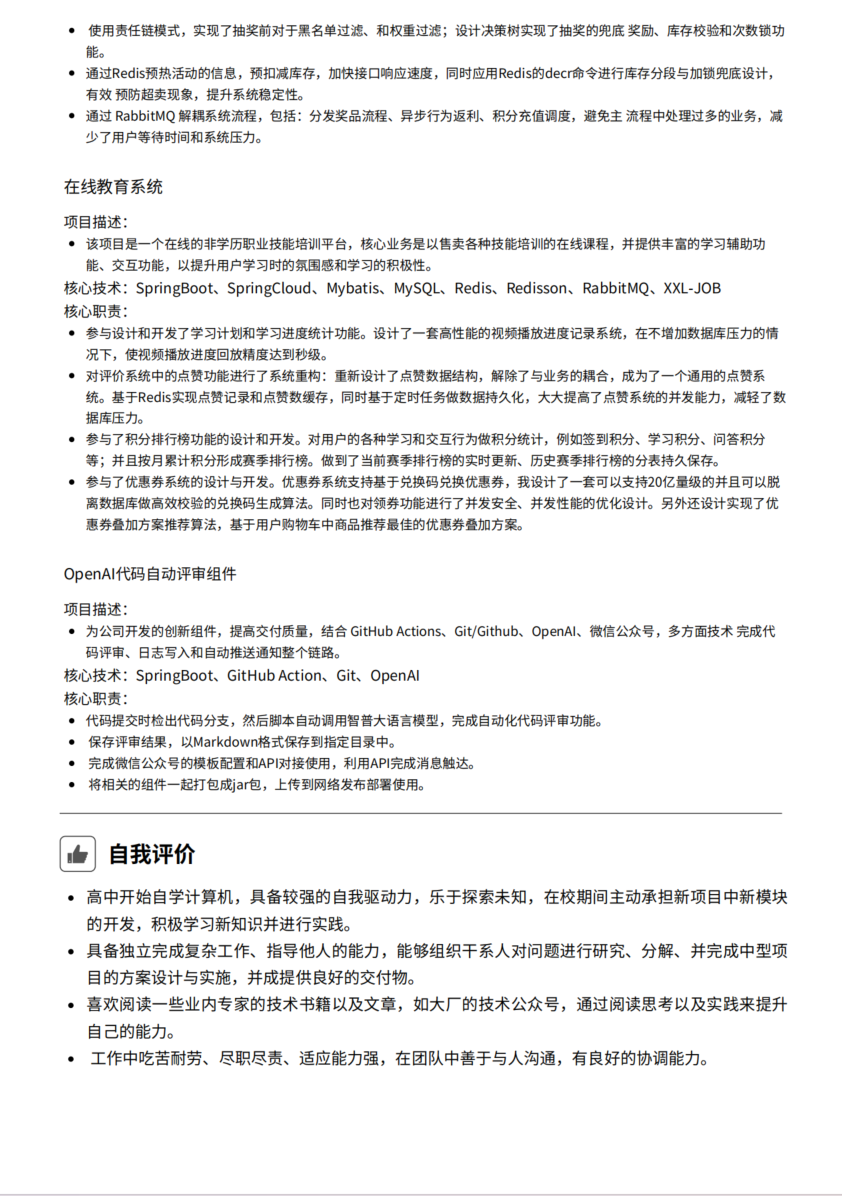 使用责任链模式，实现了抽奖前对于黑名单过滤、和权重过滤；设计决策树实现了抽奖的兜底 奖励、库存校验和次数锁功
能。
通过Redis预热活动的信息，预扣减库存，加快接口响应速度，同时应用Redis的decr命令进行库存分段与加锁兜底设计，
有效 预防超卖现象，提升系统稳定性。
通过 RabbitMQ 解耦系统流程，包括：分发奖品流程、异步行为返利、积分充值调度，避免主 流程中处理过多的业务，减
少了用户等待时间和系统压力。
在线教育系统
项目描述：
该项目是一个在线的非学历职业技能培训平台，核心业务是以售卖各种技能培训的在线课程，并提供丰富的学习辅助功
能、交互功能，以提升用户学习时的氛围感和学习的积极性。
核心技术：SpringBoot、SpringCloud、Mybatis、MySQL、Redis、Redisson、RabbitMQ、XXL-JOB
核心职责：
参与设计和开发了学习计划和学习进度统计功能。设计了一套高性能的视频播放进度记录系统，在不增加数据库压力的情
况下，使视频播放进度回放精度达到秒级。
对评价系统中的点赞功能进行了系统重构：重新设计了点赞数据结构，解除了与业务的耦合，成为了一个通用的点赞系
统。基于Redis实现点赞记录和点赞数缓存，同时基于定时任务做数据持久化，大大提高了点赞系统的并发能力，减轻了数
据库压力。
参与了积分排行榜功能的设计和开发。对用户的各种学习和交互行为做积分统计，例如签到积分、学习积分、问答积分
等；并且按月累计积分形成赛季排行榜。做到了当前赛季排行榜的实时更新、历史赛季排行榜的分表持久保存。
参与了优惠券系统的设计与开发。优惠券系统支持基于兑换码兑换优惠券，我设计了一套可以支持20亿量级的并且可以脱
离数据库做高效校验的兑换码生成算法。同时也对领券功能进行了并发安全、并发性能的优化设计。另外还设计实现了优
惠券叠加方案推荐算法，基于用户购物车中商品推荐最佳的优惠券叠加方案。
OpenAI代码自动评审组件
项目描述：
为公司开发的创新组件，提高交付质量，结合 GitHub Actions、Git/Github、OpenAI、微信公众号，多方面技术 完成代
码评审、日志写入和自动推送通知整个链路。
核心技术：SpringBoot、GitHub Action、Git、OpenAI
核心职责：
代码提交时检出代码分支，然后脚本自动调用智普大语言模型，完成自动化代码评审功能。
保存评审结果，以Markdown格式保存到指定目录中。
完成微信公众号的模板配置和API对接使用，利用API完成消息触达。
将相关的组件一起打包成jar包，上传到网络发布部署使用。
自我评价
高中开始自学计算机，具备较强的自我驱动力，乐于探索未知，在校期间主动承担新项目中新模块
的开发，积极学习新知识并进行实践。
具备独立完成复杂工作、指导他人的能力，能够组织干系人对问题进行研究、分解、并完成中型项
目的方案设计与实施，并成提供良好的交付物。
喜欢阅读一些业内专家的技术书籍以及文章，如大厂的技术公众号，通过阅读思考以及实践来提升
自己的能力。
工作中吃苦耐劳、尽职尽责、适应能力强，在团队中善于与人沟通，有良好的协调能力。